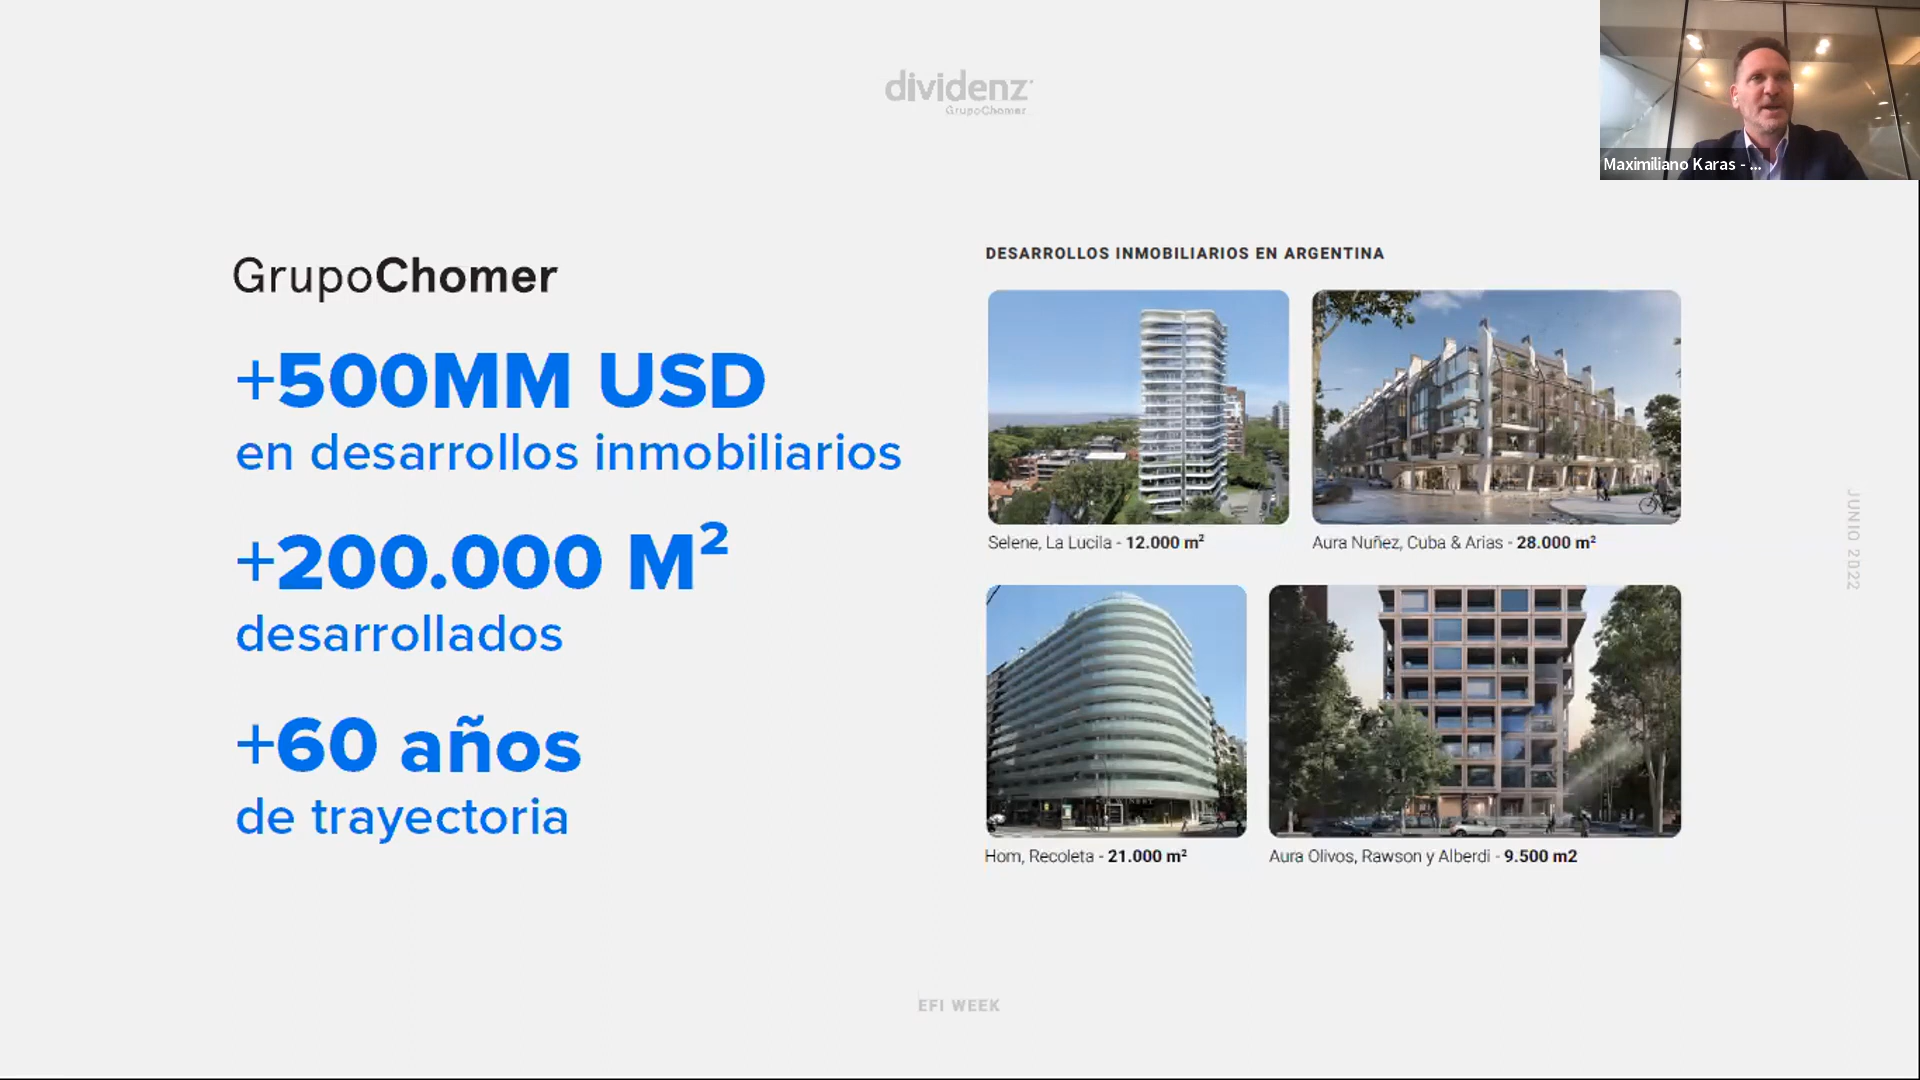 dividenz
GrupoChomer
Maximiliano Karas - ...
GrupoChomer
+500MM USD
en desarrollos inmobiliarios
+200.000 M²
desarrollados
+60 años
de trayectoria
DESARROLLOS INMOBILIARIOS EN ARGENTINA
Selene, La Lucila - 12.000 m²
Aura Nuñez, Cuba & Arias - 28.000 m²
Hom, Recoleta - 21.000 m²
Aura Olivos, Rawson y Alberdi - 9.500 m2
JUNIO 2022
EFI WEEK